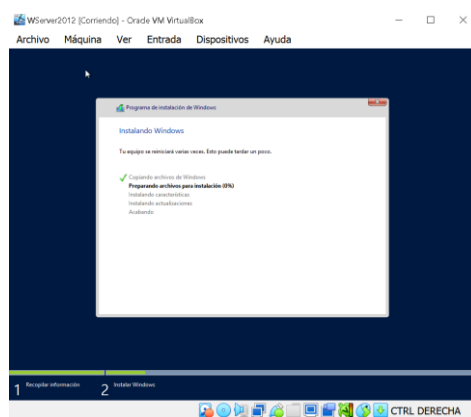 WServer2012 [Corriendo] - Oracle VM VirtualBox
Archivo Máquina Ver Entrada Dispositivos Ayuda
Programa de instalación de Windows
Instalando Windows
Tu equipo se reiniciará varias veces. Esto puede tardar un poco.
Copiando archivos de Windows
Preparando archivos para instalación (0%)
Instalando características
Instalando actualizaciones
Acabando
1 Recopilar información 2 Instalar Windows
CTRL DERECHA